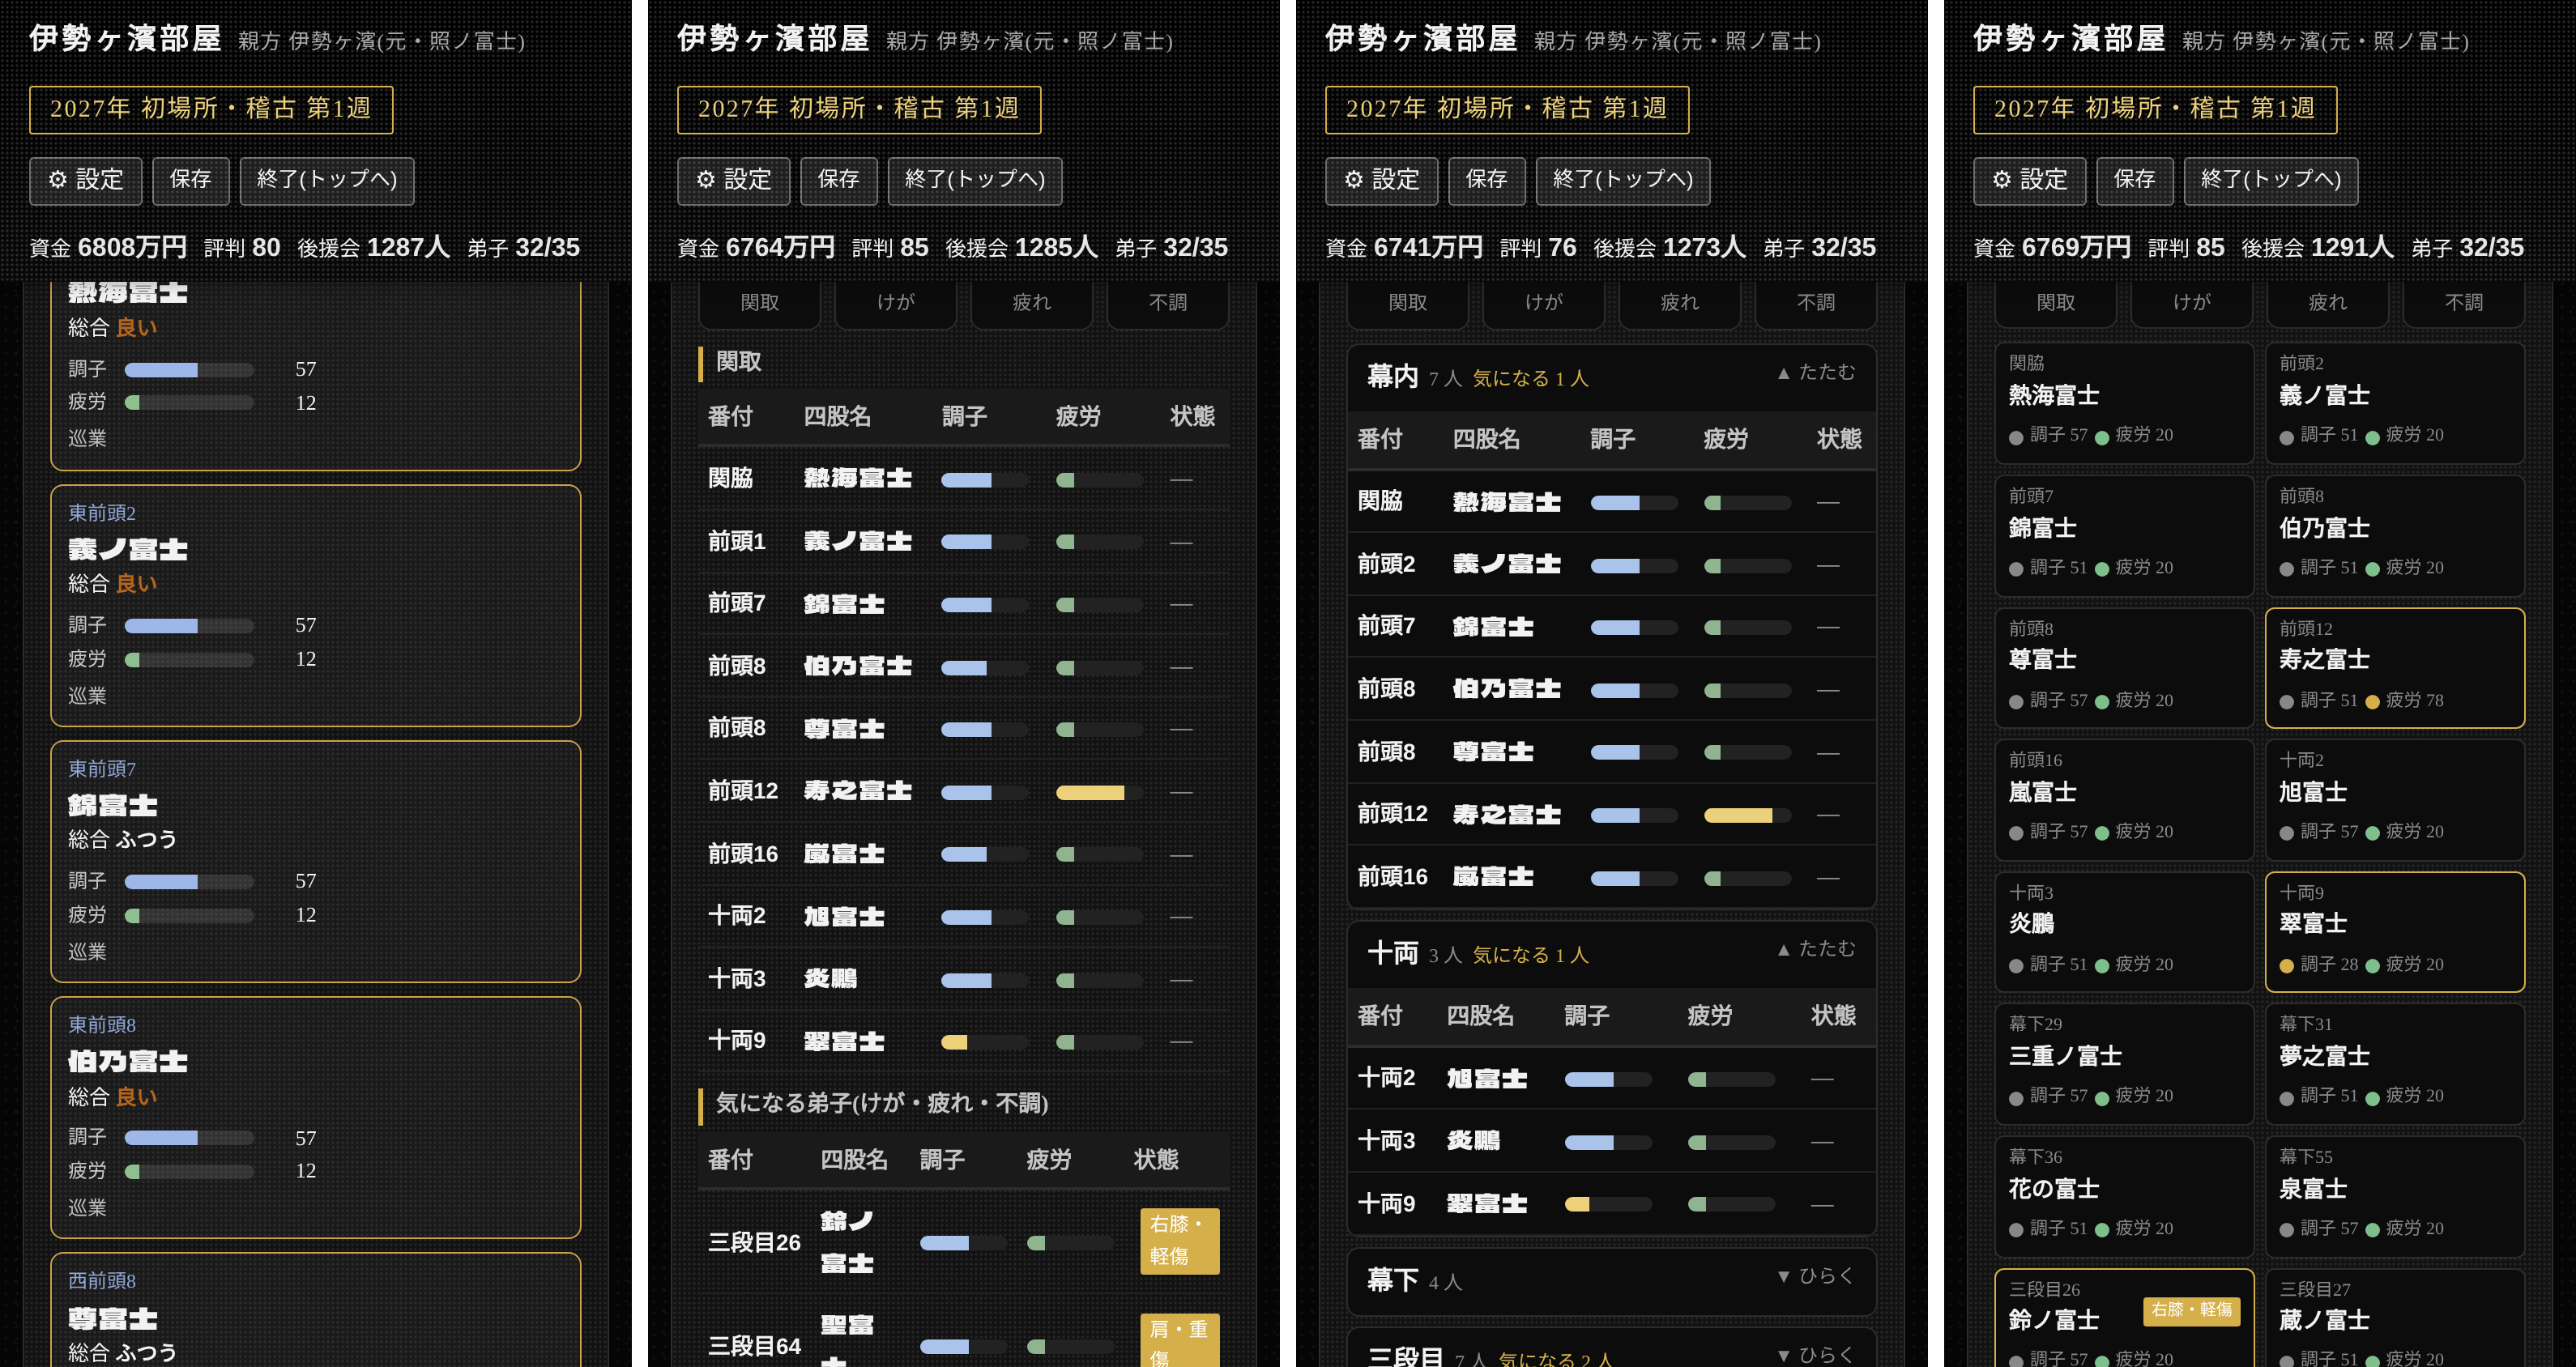 伊勢ヶ濱部屋 親方 伊勢ヶ濱(元・照ノ富士)
2027年 初場所・稽古 第1週
⚙ 設定 保存 終了(トップへ)
資金 6808万円 評判 80 後援会 1287人 弟子 32/35
熱海富士
総合 良い
調子 57
疲労 12
巡業
東前頭2
義ノ富士
総合 良い
調子 57
疲労 12
巡業
東前頭7
錦富士
総合 ふつう
調子 57
疲労 12
巡業
東前頭8
伯乃富士
総合 良い
調子 57
疲労 12
巡業
西前頭8
尊富士
総合 ふつう
伊勢ヶ濱部屋 親方 伊勢ヶ濱(元・照ノ富士)
2027年 初場所・稽古 第1週
⚙ 設定 保存 終了(トップへ)
資金 6764万円 評判 85 後援会 1285人 弟子 32/35
関取 けが 疲れ 不調
関取
番付 四股名 調子 疲労 状態
関脇 熱海富士 —
前頭1 義ノ富士 —
前頭7 錦富士 —
前頭8 伯乃富士 —
前頭8 尊富士 —
前頭12 寿之富士 —
前頭16 嵐富士 —
十両2 旭富士 —
十両3 炎鵬 —
十両9 翠富士 —
気になる弟子(けが・疲れ・不調)
番付 四股名 調子 疲労 状態
三段目26 鈴ノ富士 右膝・軽傷
三段目64 聖富士 肩・重傷
伊勢ヶ濱部屋 親方 伊勢ヶ濱(元・照ノ富士)
2027年 初場所・稽古 第1週
⚙ 設定 保存 終了(トップへ)
資金 6741万円 評判 76 後援会 1273人 弟子 32/35
関取 けが 疲れ 不調
幕内 7人 気になる 1人 ▲ たたむ
番付 四股名 調子 疲労 状態
関脇 熱海富士 —
前頭2 義ノ富士 —
前頭7 錦富士 —
前頭8 伯乃富士 —
前頭8 尊富士 —
前頭12 寿之富士 —
前頭16 嵐富士 —
十両 3人 気になる 1人 ▲ たたむ
番付 四股名 調子 疲労 状態
十両2 旭富士 —
十両3 炎鵬 —
十両9 翠富士 —
幕下 4人 ▼ ひらく
三段目 7人 気になる 2人 ▼ ひらく
伊勢ヶ濱部屋 親方 伊勢ヶ濱(元・照ノ富士)
2027年 初場所・稽古 第1週
⚙ 設定 保存 終了(トップへ)
資金 6769万円 評判 85 後援会 1291人 弟子 32/35
関取 けが 疲れ 不調
関脇
熱海富士
調子 57 疲労 20
前頭2
義ノ富士
調子 51 疲労 20
前頭7
錦富士
調子 51 疲労 20
前頭8
伯乃富士
調子 51 疲労 20
前頭8
尊富士
調子 57 疲労 20
前頭12
寿之富士
調子 51 疲労 78
前頭16
嵐富士
調子 57 疲労 20
十両2
旭富士
調子 57 疲労 20
十両3
炎鵬
調子 51 疲労 20
十両9
翠富士
調子 28 疲労 20
幕下29
三重ノ富士
調子 57 疲労 20
幕下31
夢之富士
調子 51 疲労 20
幕下36
花の富士
調子 51 疲労 20
幕下55
泉富士
調子 57 疲労 20
三段目26
鈴ノ富士 右膝・軽傷
調子 57 疲労 20
三段目27
蔵ノ富士
調子 51 疲労 20